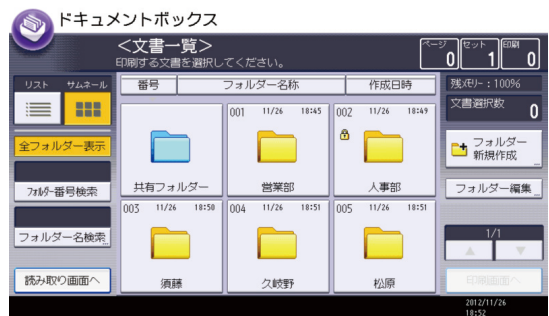 ドキュメントボックス
<文書一覧>
印刷する文書を選択してください。
ページ セット 印刷
0 1 0
リスト サムネール
番号 フォルダー名称 作成日時
残メモリー:100%
文書選択数
0
全フォルダー表示
フォルダー番号検索
フォルダー名検索
読み取り画面へ
共有フォルダー
001 11/26 18:45
営業部
002 11/26 18:49
人事部
003 11/26 18:50
須藤
004 11/26 18:51
久岐野
005 11/26 18:51
松原
フォルダー
新規作成
フォルダー編集
1/1
印刷画面へ
2012/11/26
18:52